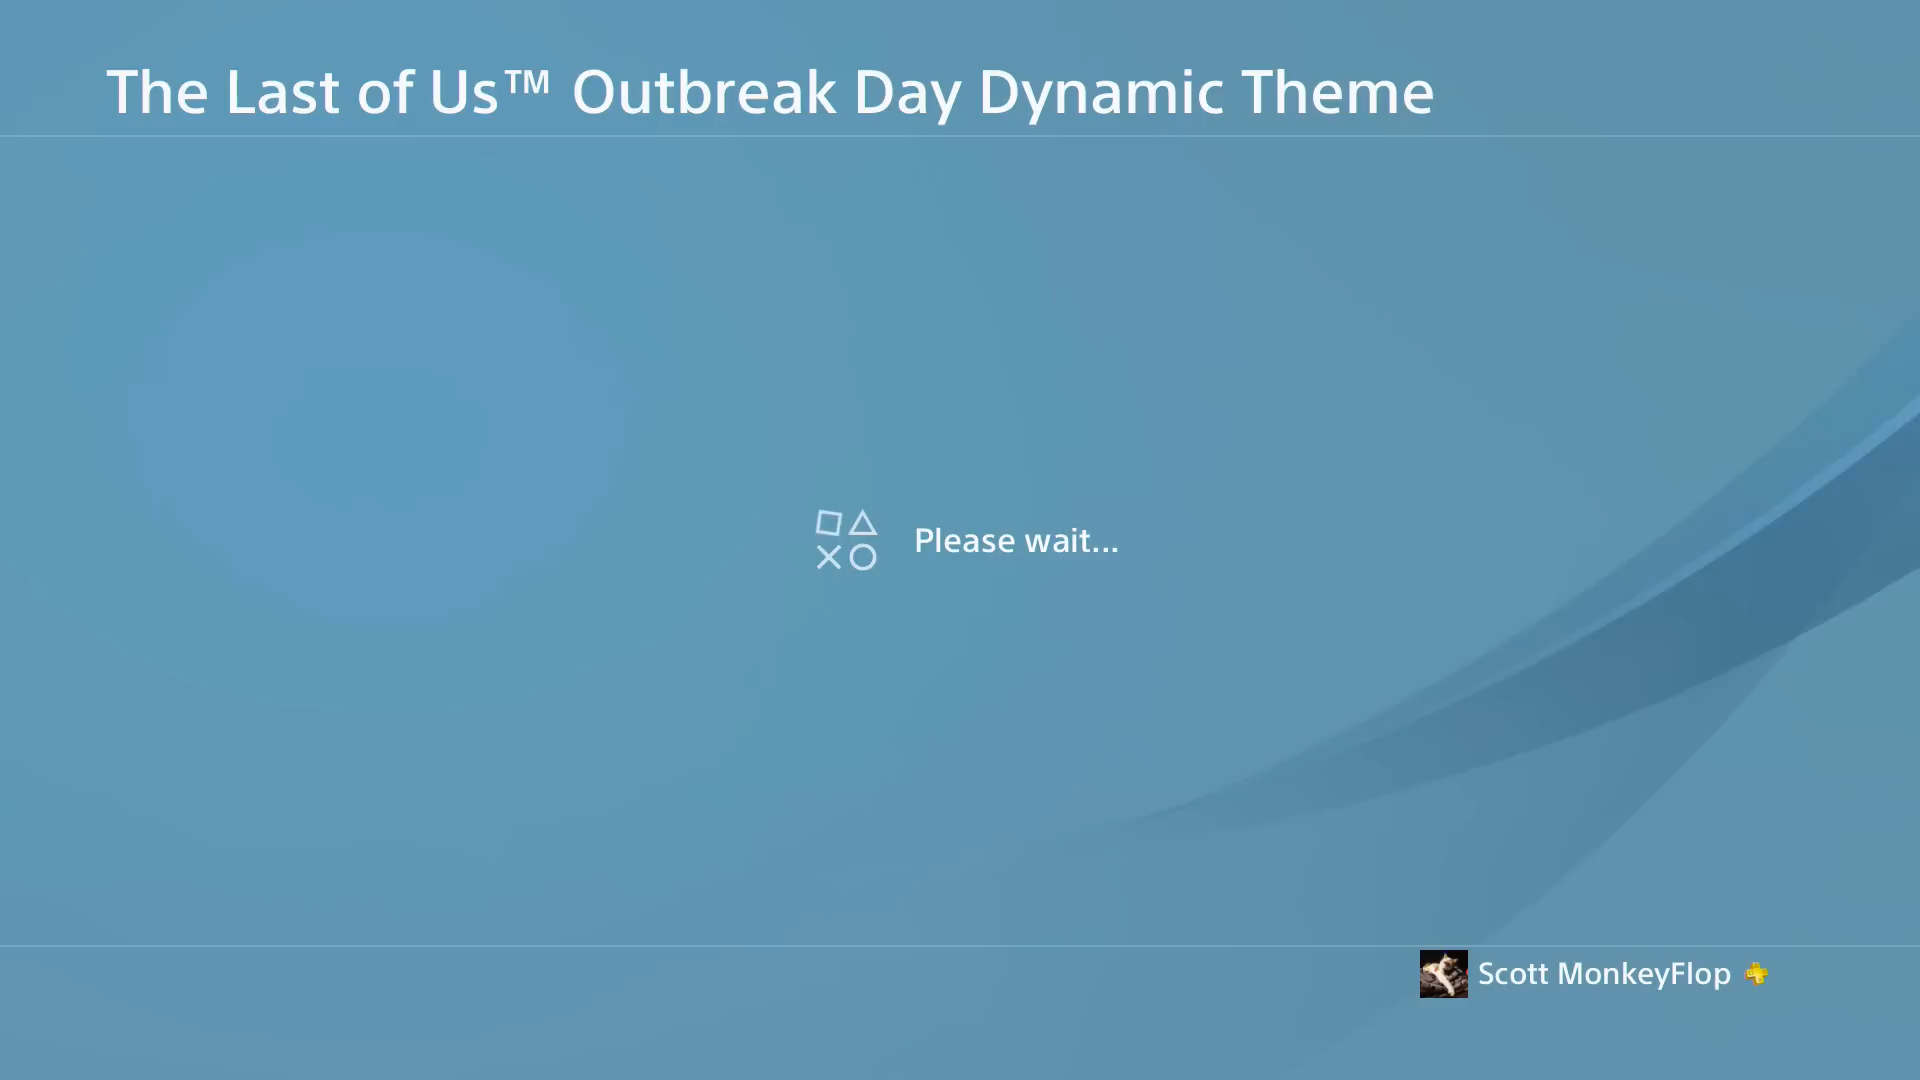 The Last of Us™ Outbreak Day Dynamic Theme
Please wait...
Scott MonkeyFlop